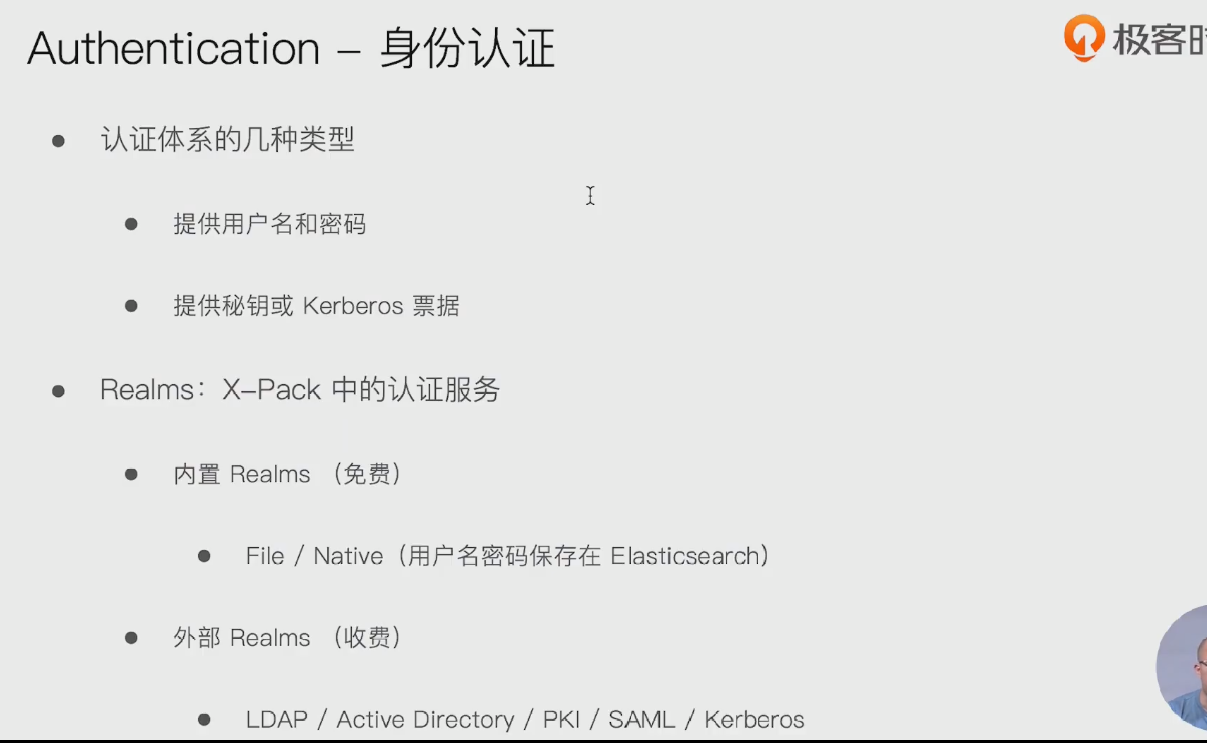 Authentication – 身份认证
极客时
认证体系的几种类型
提供用户名和密码
提供秘钥或 Kerberos 票据
Realms：X-Pack 中的认证服务
内置 Realms （免费）
File / Native（用户名密码保存在 Elasticsearch）
外部 Realms （收费）
LDAP / Active Directory / PKI / SAML / Kerberos